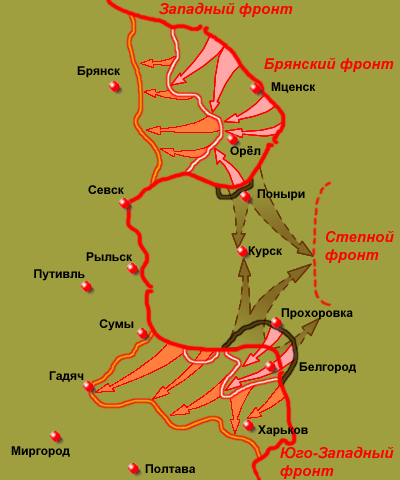 Западный фронт
Брянский фронт
Брянск
Мценск
Орёл
Севск
Поныри
Степной
фронт
Курск
Рыльск
Путивль
Прохоровка
Сумы
Белгород
Гадяч
Харьков
Миргород
Юго-Западный
фронт
Полтава